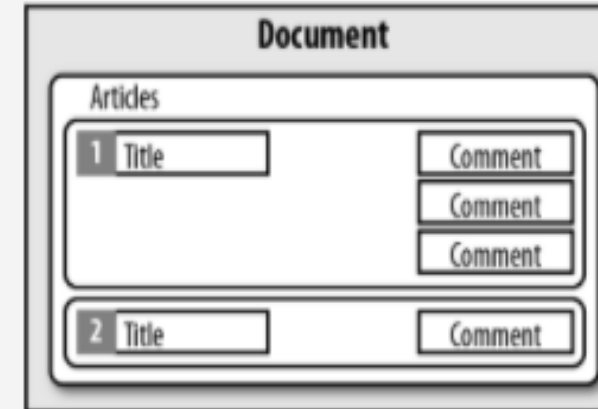 Document
Articles
1 Title Comment
Comment
Comment
2 Title Comment